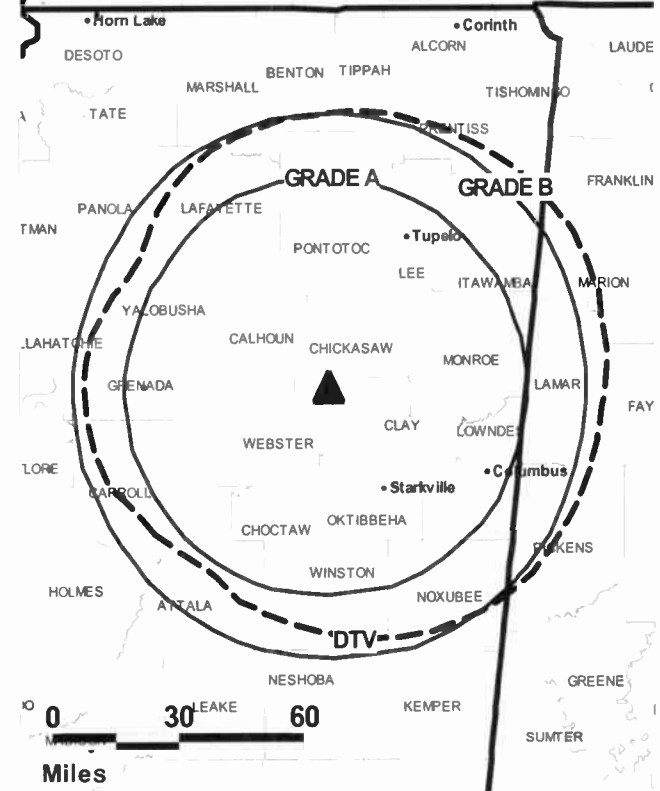 Horn Lake
Corinth
DESOTO
ALCORN
LAUDE
BENTON
TIPPAH
MARSHALL
TISHOMINGO
TATE
PRENTISS
GRADE A
GRADE B
FRANKLIN
PANOLA
LAFAYETTE
TMAN
Tupelo
PONTOTOC
LEE
ITAWAMBA
MARION
YALOBUSHA
LAHATCHIE
CALHOUN
CHICKASAW
MONROE
GRENADA
LAMAR
FAY
CLAY
WEBSTER
LOWNDES
LORE
Columbus
CARROLL
Starkville
CHOCTAW
OKTIBBEHA
PICKENS
WINSTON
HOLMES
NOXUBEE
ATTALA
DTV
NESHOBA
GREENE
LEAKE
KEMPER
0 30 60
SUMTER
Miles